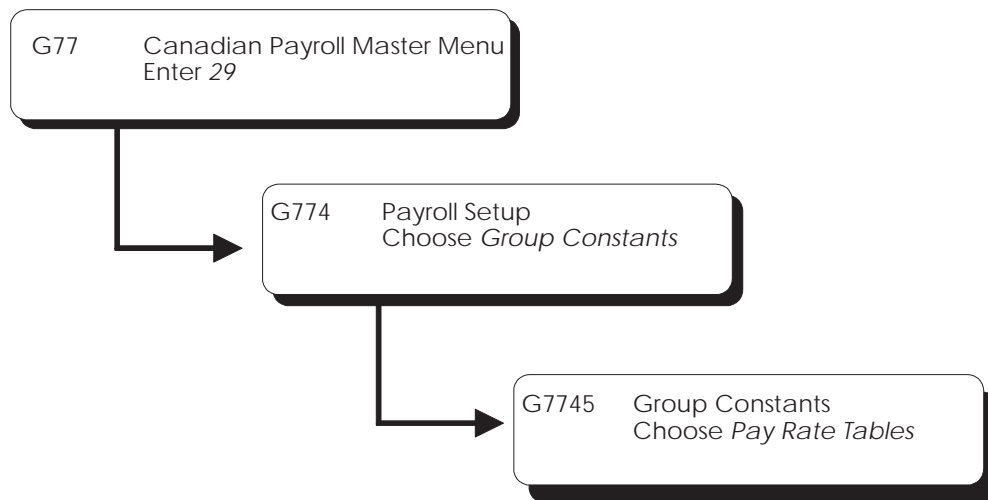 G77 Canadian Payroll Master Menu
Enter 29
G774 Payroll Setup
Choose Group Constants
G7745 Group Constants
Choose Pay Rate Tables